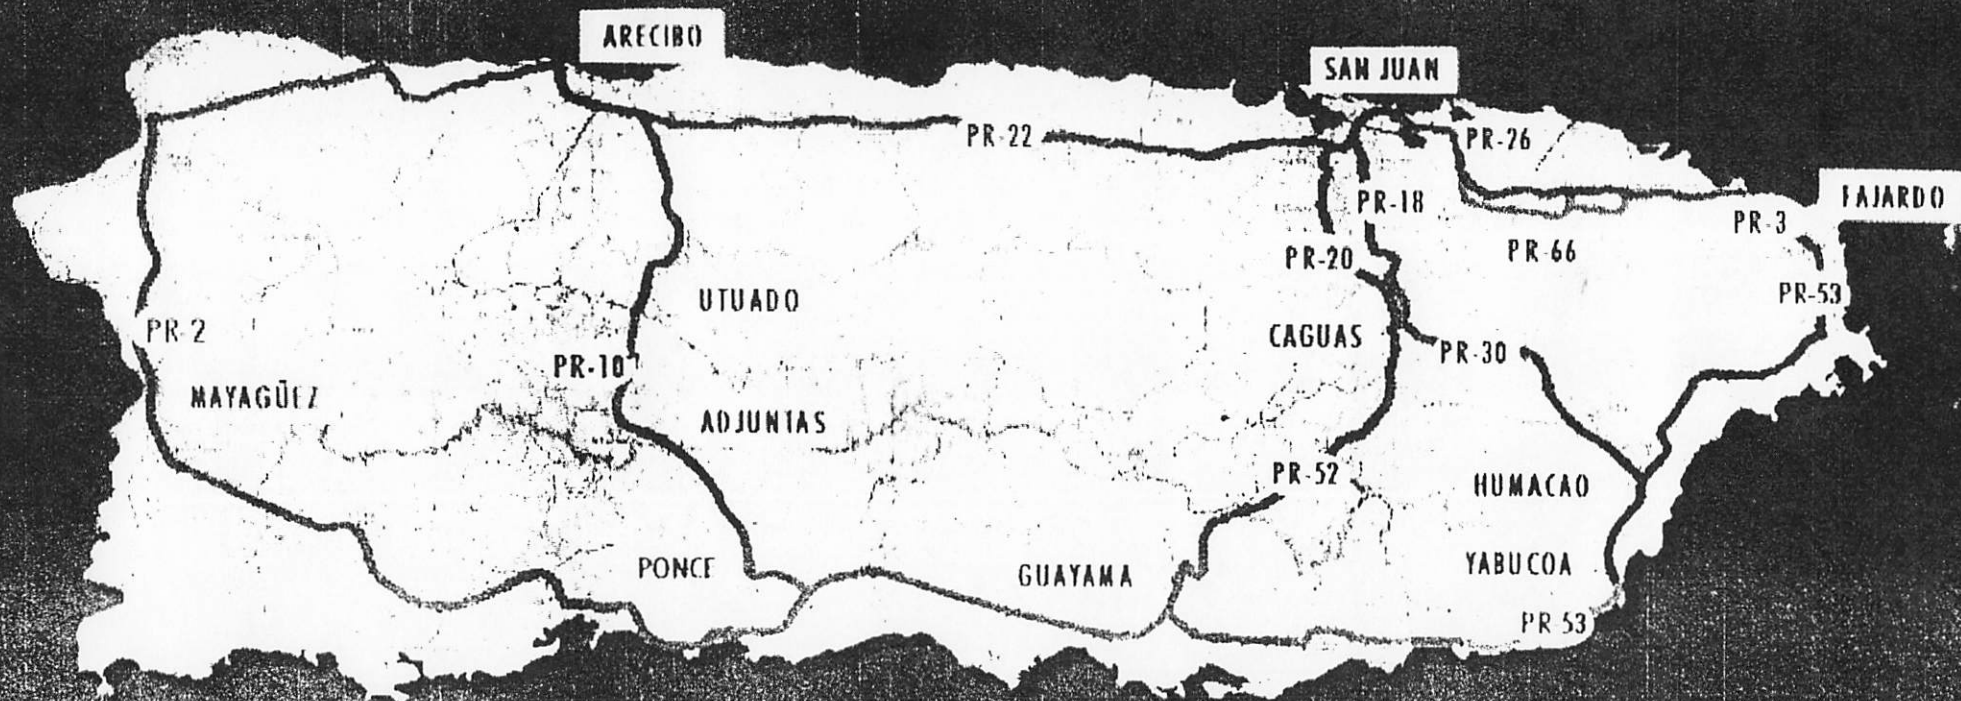 ARECIBO
SAN JUAN
PR-22
PR-26
PR-18
FAJARDO
PR-3
PR-66
PR-20
UTUADO
PR-53
PR-2
CAGUAS
PR-30
PR-10
MAYAGÜEZ
ADJUNTAS
PR-52
HUMACAO
PONCE
GUAYAMA
YABUCOA
PR-53